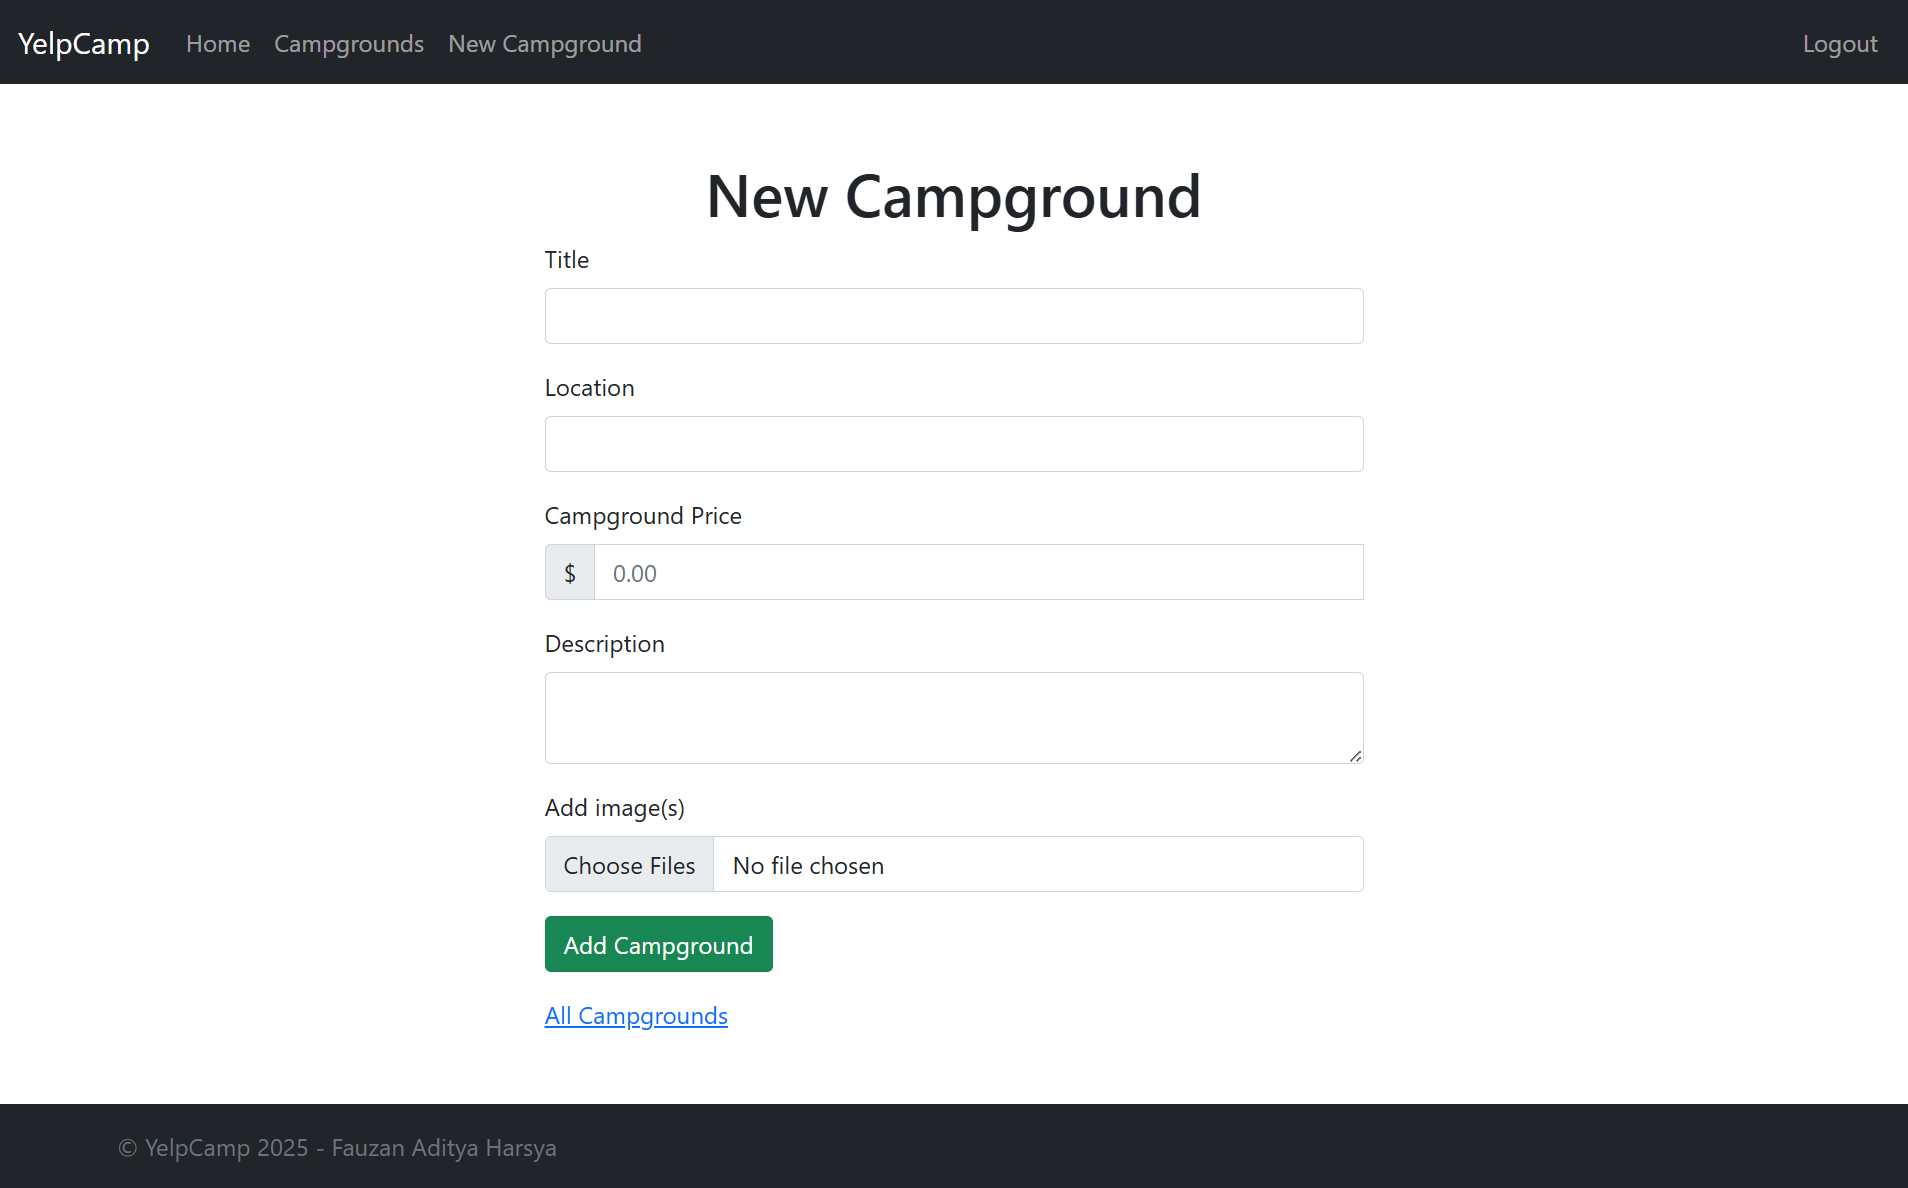 YelpCamp Home Campgrounds New Campground Logout
New Campground
Title
Location
Campground Price
$ 0.00
Description
Add image(s)
Choose Files No file chosen
Add Campground
All Campgrounds
© YelpCamp 2025 - Fauzan Aditya Harsya